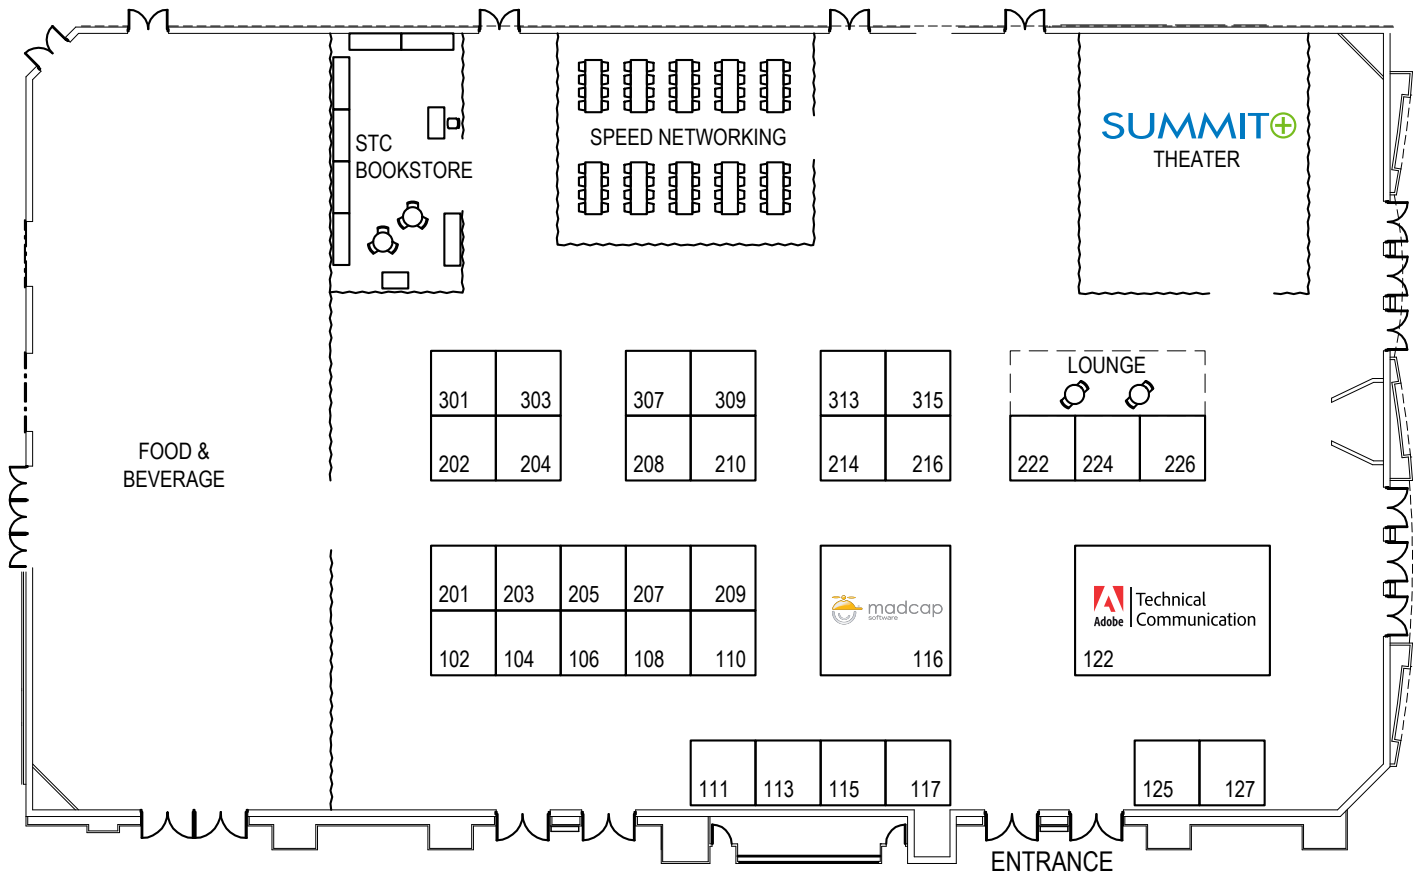 SUMMIT
THEATER
SPEED NETWORKING
STC
BOOKSTORE
LOUNGE
301 303 307 309 313 315
202 204 208 210 214 216 222 224 226
FOOD &
BEVERAGE
201 203 205 207 209
102 104 106 108 110
madcap
software
116
Adobe
Technical
Communication
122
111 113 115 117 125 127
ENTRANCE